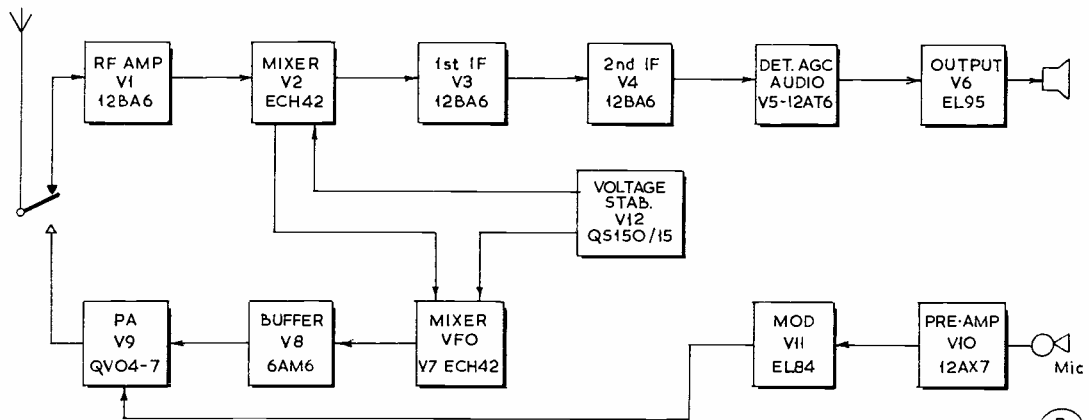 RF AMP
V1
12BA6
MIXER
V2
ECH42
1st IF
V3
12BA6
2nd IF
V4
12BA6
DET. AGC
AUDIO
V5-12AT6
OUTPUT
V6
EL95
VOLTAGE
STAB.
V12
QS150/15
PA
V9
QVO4-7
BUFFER
V8
6AM6
MIXER
VFO
V7 ECH42
MOD
V11
EL84
PRE-AMP
V10
12AX7
Mic